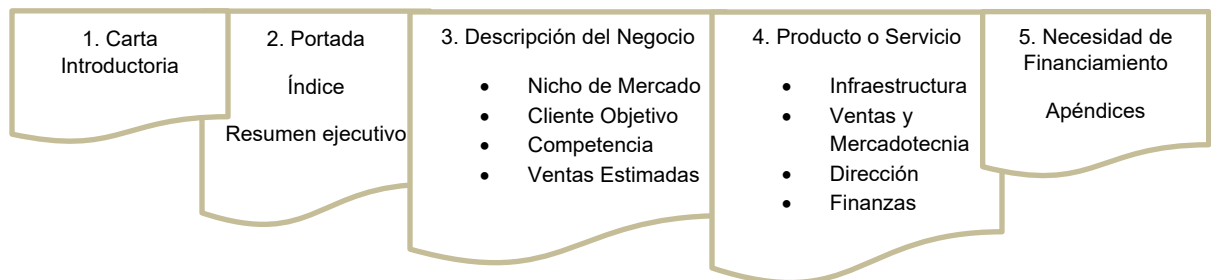 1. Carta
Introductoria
2. Portada
Índice
Resumen ejecutivo
3. Descripción del Negocio
• Nicho de Mercado
• Cliente Objetivo
• Competencia
• Ventas Estimadas
4. Producto o Servicio
• Infraestructura
• Ventas y
Mercadotecnia
• Dirección
• Finanzas
5. Necesidad de
Financiamiento
Apéndices